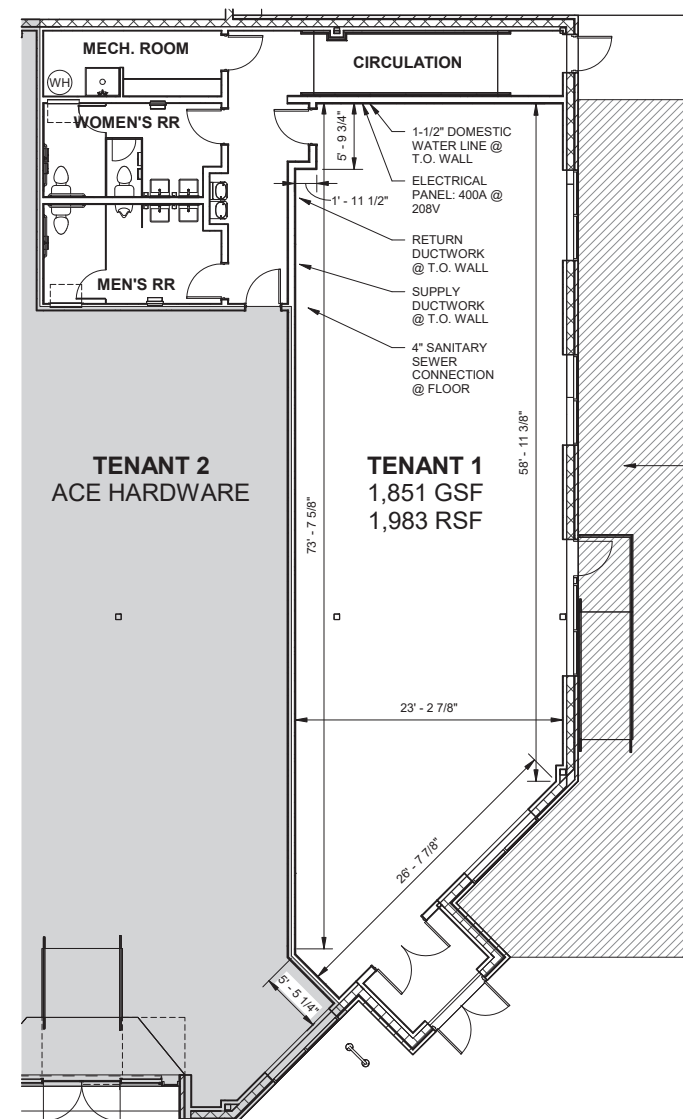 MECH. ROOM
CIRCULATION
WH
WOMEN'S RR
5' - 9 3/4"
1-1/2" DOMESTIC
WATER LINE @
T.O. WALL
ELECTRICAL
PANEL: 400A @
208V
1' - 11 1/2"
RETURN
DUCTWORK
@ T.O. WALL
MEN'S RR
SUPPLY
DUCTWORK
@ T.O. WALL
4" SANITARY
SEWER
CONNECTION
@ FLOOR
58' - 11 3/8"
TENANT 2
ACE HARDWARE
TENANT 1
1,851 GSF
1,983 RSF
73' - 7 5/8"
23' - 2 7/8"
26' - 7 7/8"
5' - 5 1/4"